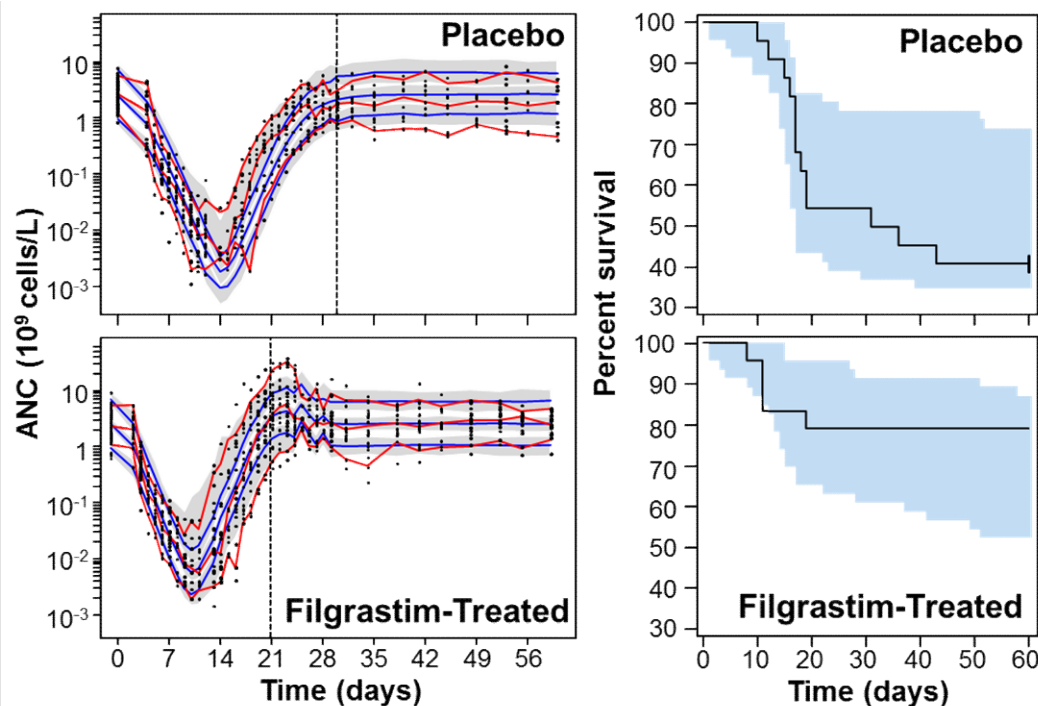 Placebo
10
1
10⁻¹
10⁻²
10⁻³
ANC (10⁹ cells/L)
10
1
10⁻¹
10⁻²
10⁻³
Filgrastim-Treated
0 7 14 21 28 35 42 49 56
Time (days)
Placebo
100
90
80
70
60
50
40
30
Percent survival
100
90
80
70
60
50
40
30
Filgrastim-Treated
0 10 20 30 40 50 60
Time (days)